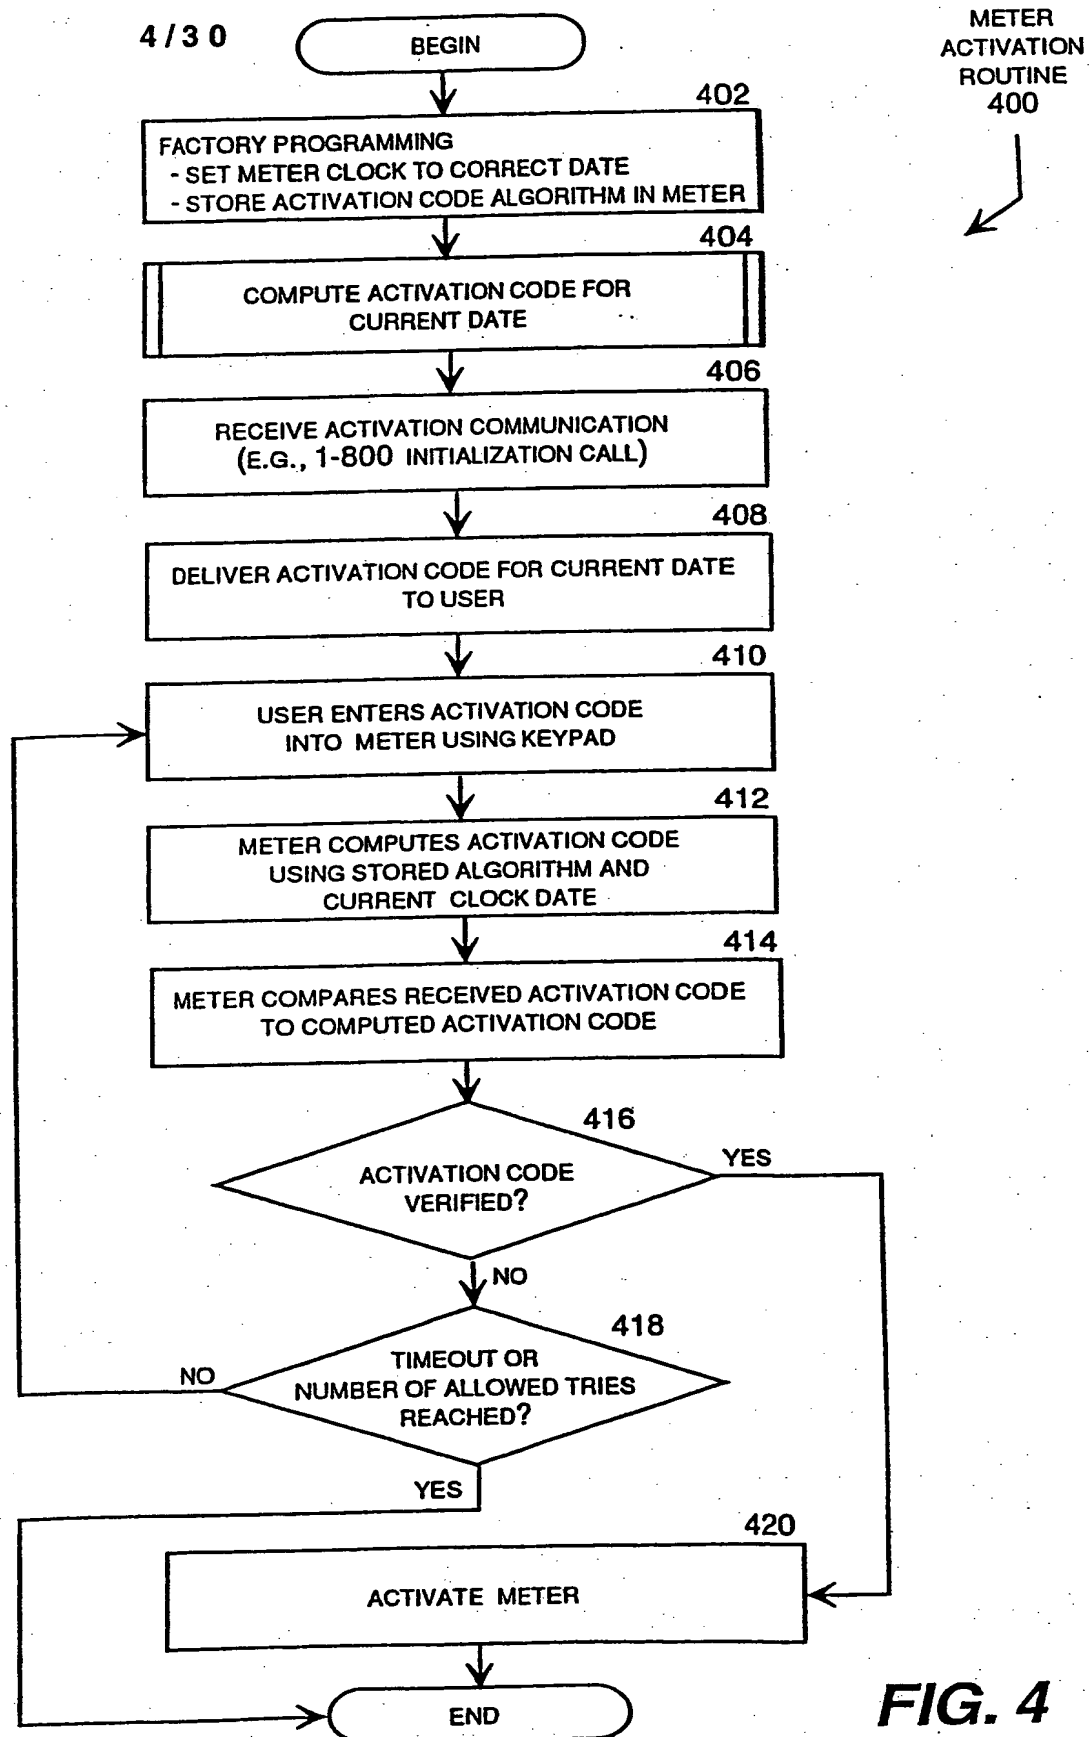 4/30
BEGIN
METER
ACTIVATION
ROUTINE
400
402
FACTORY PROGRAMMING
- SET METER CLOCK TO CORRECT DATE
- STORE ACTIVATION CODE ALGORITHM IN METER
404
COMPUTE ACTIVATION CODE FOR
CURRENT DATE
406
RECEIVE ACTIVATION COMMUNICATION
(E.G., 1-800 INITIALIZATION CALL)
408
DELIVER ACTIVATION CODE FOR CURRENT DATE
TO USER
410
USER ENTERS ACTIVATION CODE
INTO METER USING KEYPAD
412
METER COMPUTES ACTIVATION CODE
USING STORED ALGORITHM AND
CURRENT CLOCK DATE
414
METER COMPARES RECEIVED ACTIVATION CODE
TO COMPUTED ACTIVATION CODE
416
ACTIVATION CODE
VERIFIED?
YES
NO
418
TIMEOUT OR
NUMBER OF ALLOWED TRIES
REACHED?
NO
YES
420
ACTIVATE METER
END
FIG. 4